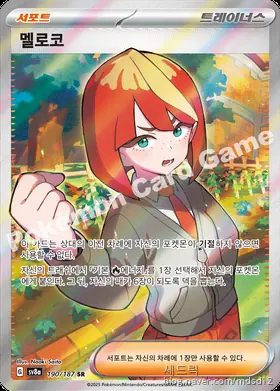 서포트 트레이너스
멜로코
Pokémon Card Game
이 카드는 상대의 이전 차례에 자신의 포켓몬이 기절하지 않으면
사용할 수 없다.
자신의 트래쉬에서 「기본 에너지」를 1장 선택해서 자신의 포켓몬
에게 붙인다. 그 뒤, 자신의 패가 6장이 되도록 덱을 뽑는다.
Illus. Naoki Saito
G sv8a 190/187 SR
서포트는 자신의 차례에 1장만 사용할 수 있다.
©2025 Pokémon/Nintendo/Creatures/GAME FREAK